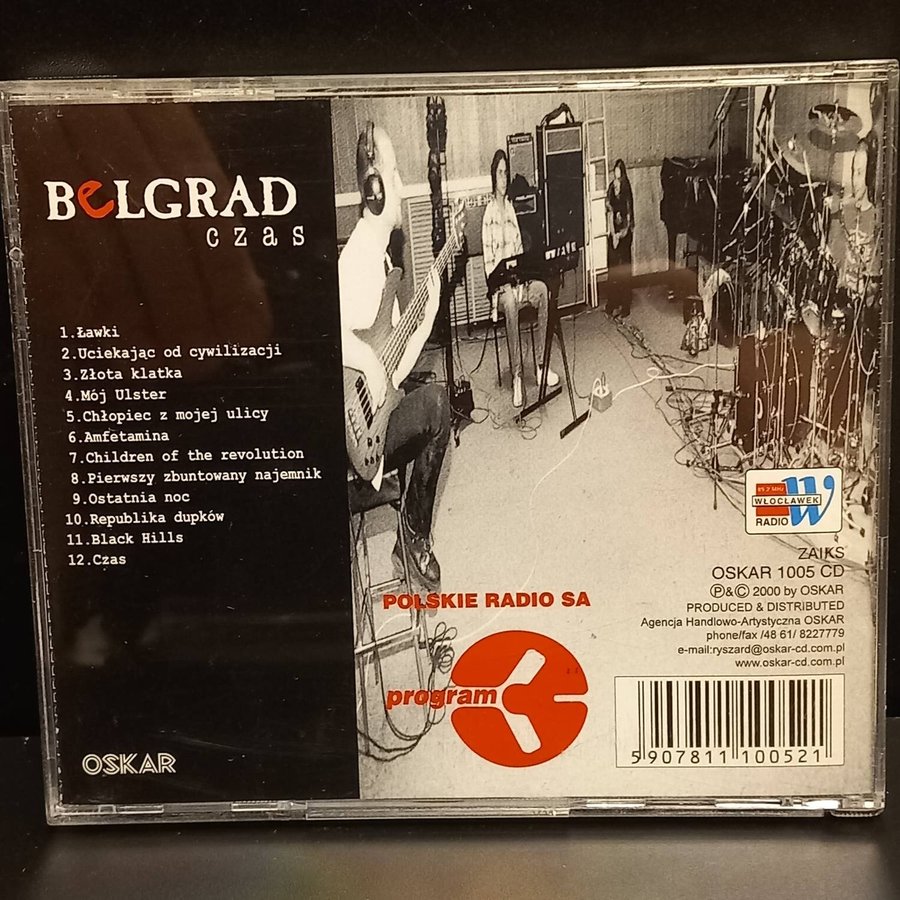 BeLGRAD
czas
1.Ławki
2.Uciekając od cywilizacji
3.Złota klatka
4.Mój Ulster
5.Chłopiec z mojej ulicy
6.Amfetamina
7.Children of the revolution
8.Pierwszy zbuntowany najemnik
9.Ostatnia noc
10.Republika dupków
11.Black Hills
12.Czas
OSKAR
POLSKIE RADIO SA
program
WŁOCŁAWEK
RADIO
W
ZAIKS
OSKAR 1005 CD
Ⓟ&© 2000 by OSKAR
PRODUCED & DISTRIBUTED
Agencja Handlowo-Artystyczna OSKAR
phone/fax /48 61/ 8227779
e-mail:ryszard@oskar-cd.com.pl
www.oskar-cd.com.pl
5 907811 100521